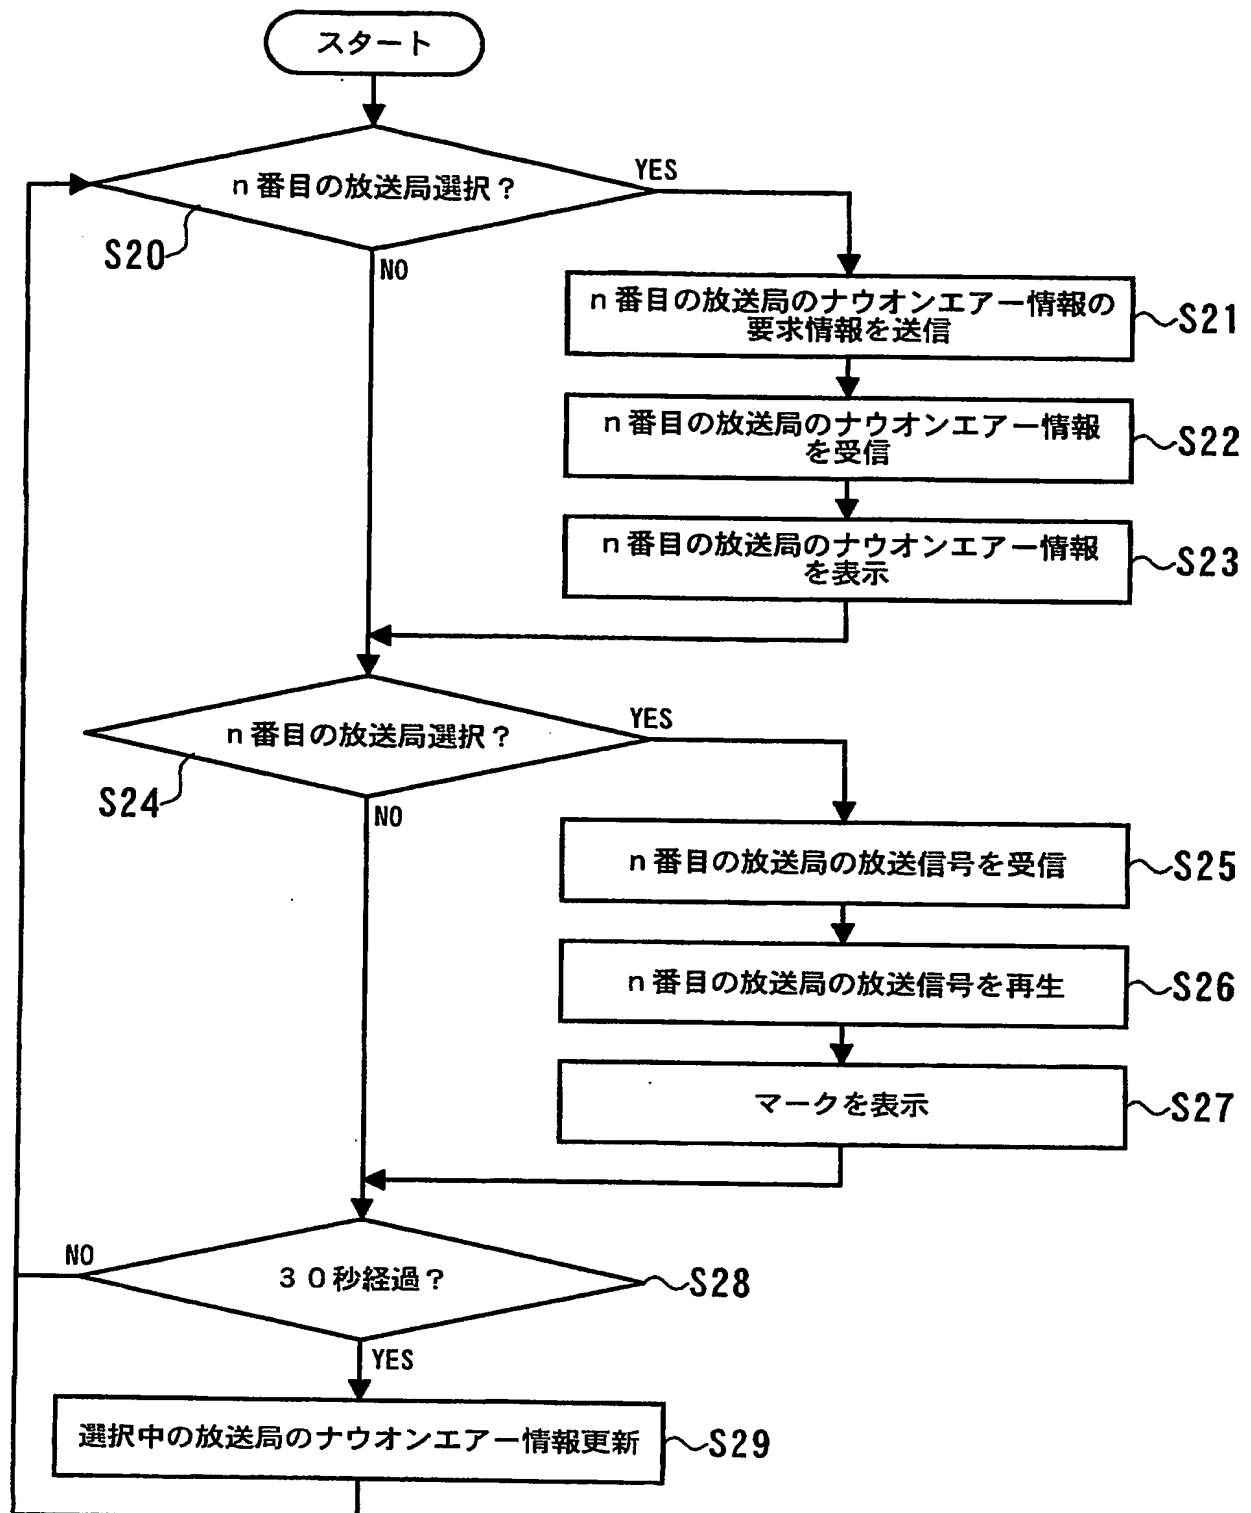 スタート
n番目の放送局選択？
YES
S20
NO
n番目の放送局のナウオンエアー情報の
要求情報を送信
S21
n番目の放送局のナウオンエアー情報
を受信
S22
n番目の放送局のナウオンエアー情報
を表示
S23
n番目の放送局選択？
YES
S24
NO
n番目の放送局の放送信号を受信
S25
n番目の放送局の放送信号を再生
S26
マークを表示
S27
NO
３０秒経過？
S28
YES
選択中の放送局のナウオンエアー情報更新
S29